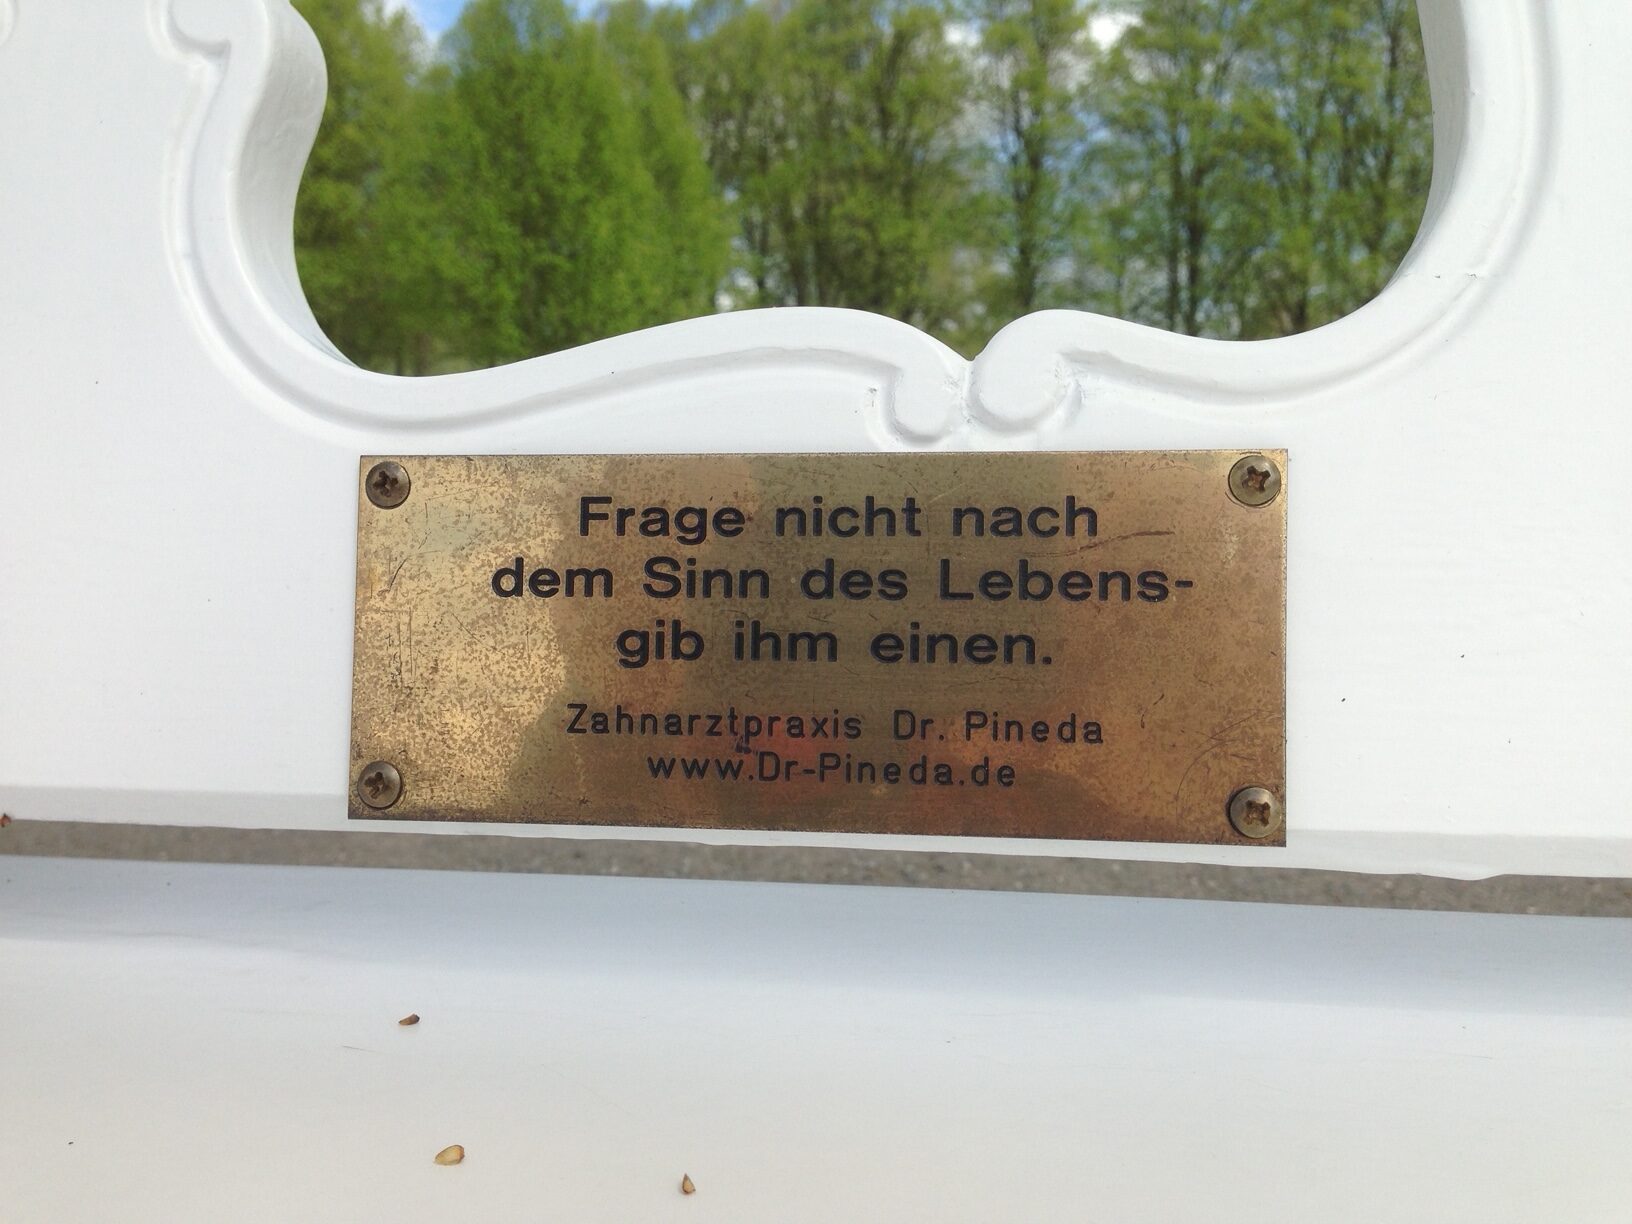 Frage nicht nach
dem Sinn des Lebens-
gib ihm einen.
Zahnarztpraxis Dr. Pineda
www.Dr-Pineda.de